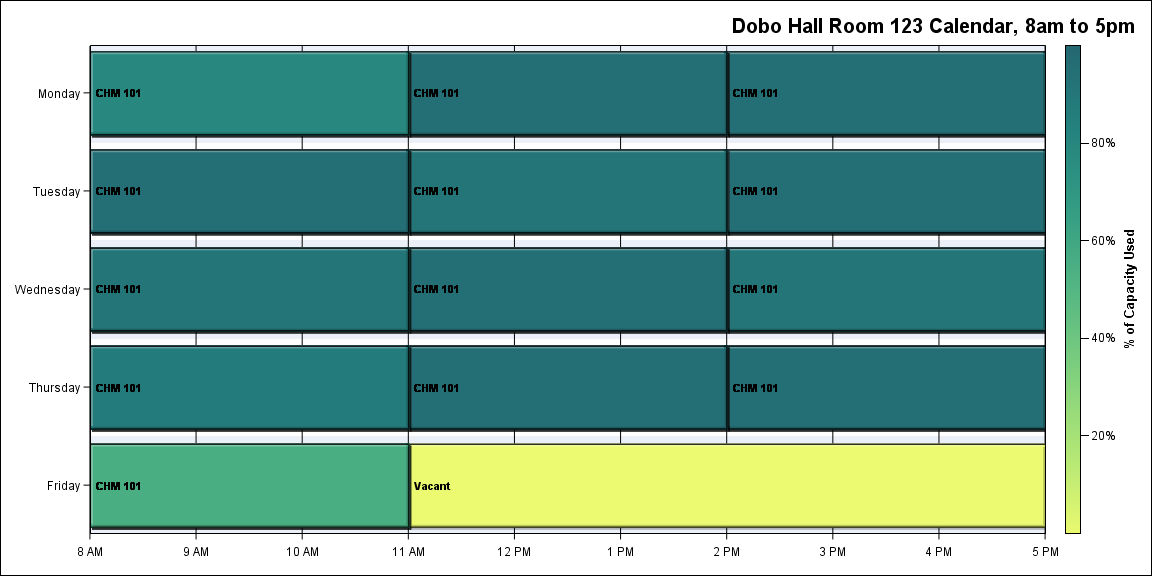 Dobo Hall Room 123 Calendar, 8am to 5pm
Monday CHM 101 CHM 101 CHM 101
Tuesday CHM 101 CHM 101 CHM 101
Wednesday CHM 101 CHM 101 CHM 101
Thursday CHM 101 CHM 101 CHM 101
Friday CHM 101 Vacant
8 AM 9 AM 10 AM 11 AM 12 PM 1 PM 2 PM 3 PM 4 PM 5 PM
80%
60%
40%
20%
% of Capacity Used